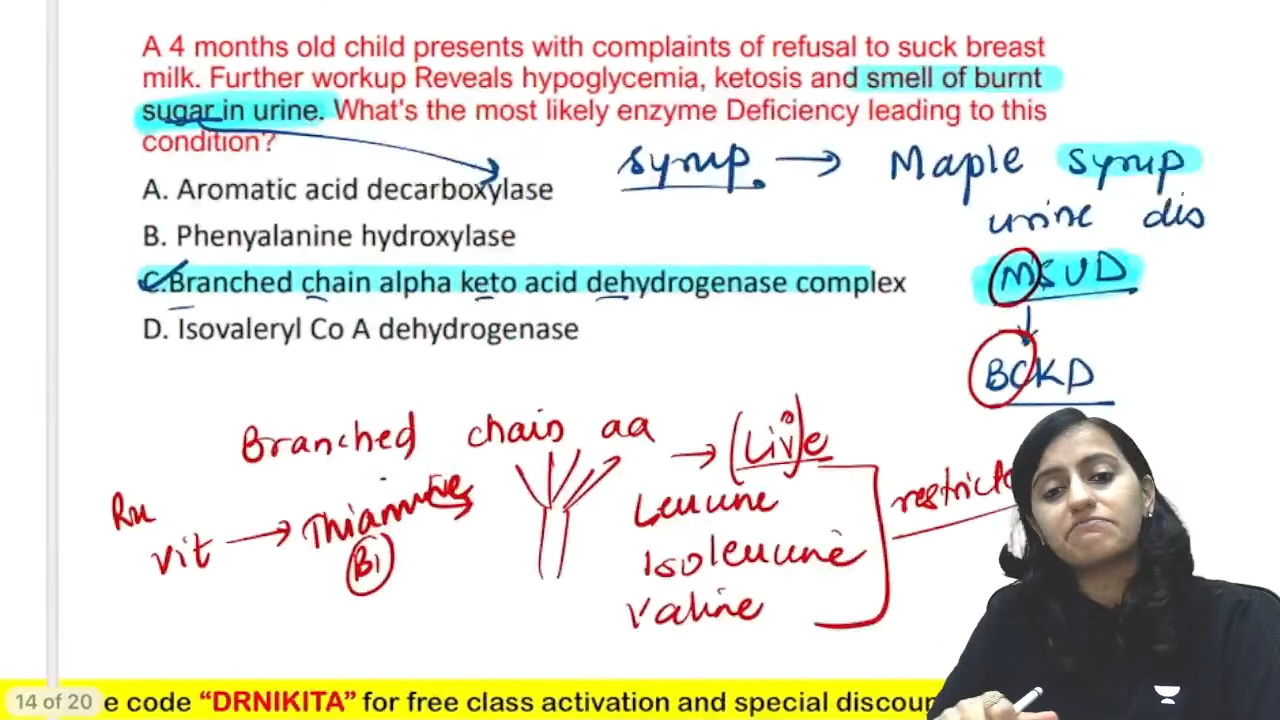 A 4 months old child presents with complaints of refusal to suck breast
milk. Further workup Reveals hypoglycemia, ketosis and smell of burnt
sugar in urine. What's the most likely enzyme Deficiency leading to this
condition?
syrup. → Maple syrup
urine dis
A. Aromatic acid decarboxylase
B. Phenyalanine hydroxylase
C. Branched chain alpha keto acid dehydrogenase complex
D. Isovaleryl Co A dehydrogenase
MSUD
↓
BCKD
Branched chain aa → (Liv)e
Leucine
Isoleucine
Valine
Rx
vit → Thiamine
B1
14 of 20
e code “DRNIKITA” for free class activation and special discoun